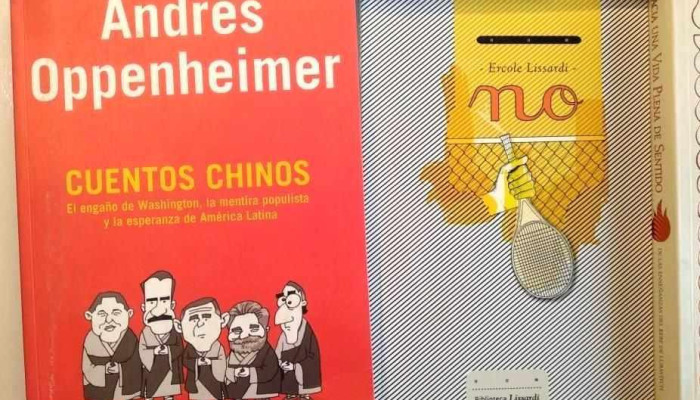 Andrés
Oppenheimer
CUENTOS CHINOS
El engaño de Washington, la mentira populista
y la esperanza de América Latina
- Ercole Lissardi -
no
Biblioteca Lissardi
UNA VIDA PLENA DE SENTIDO